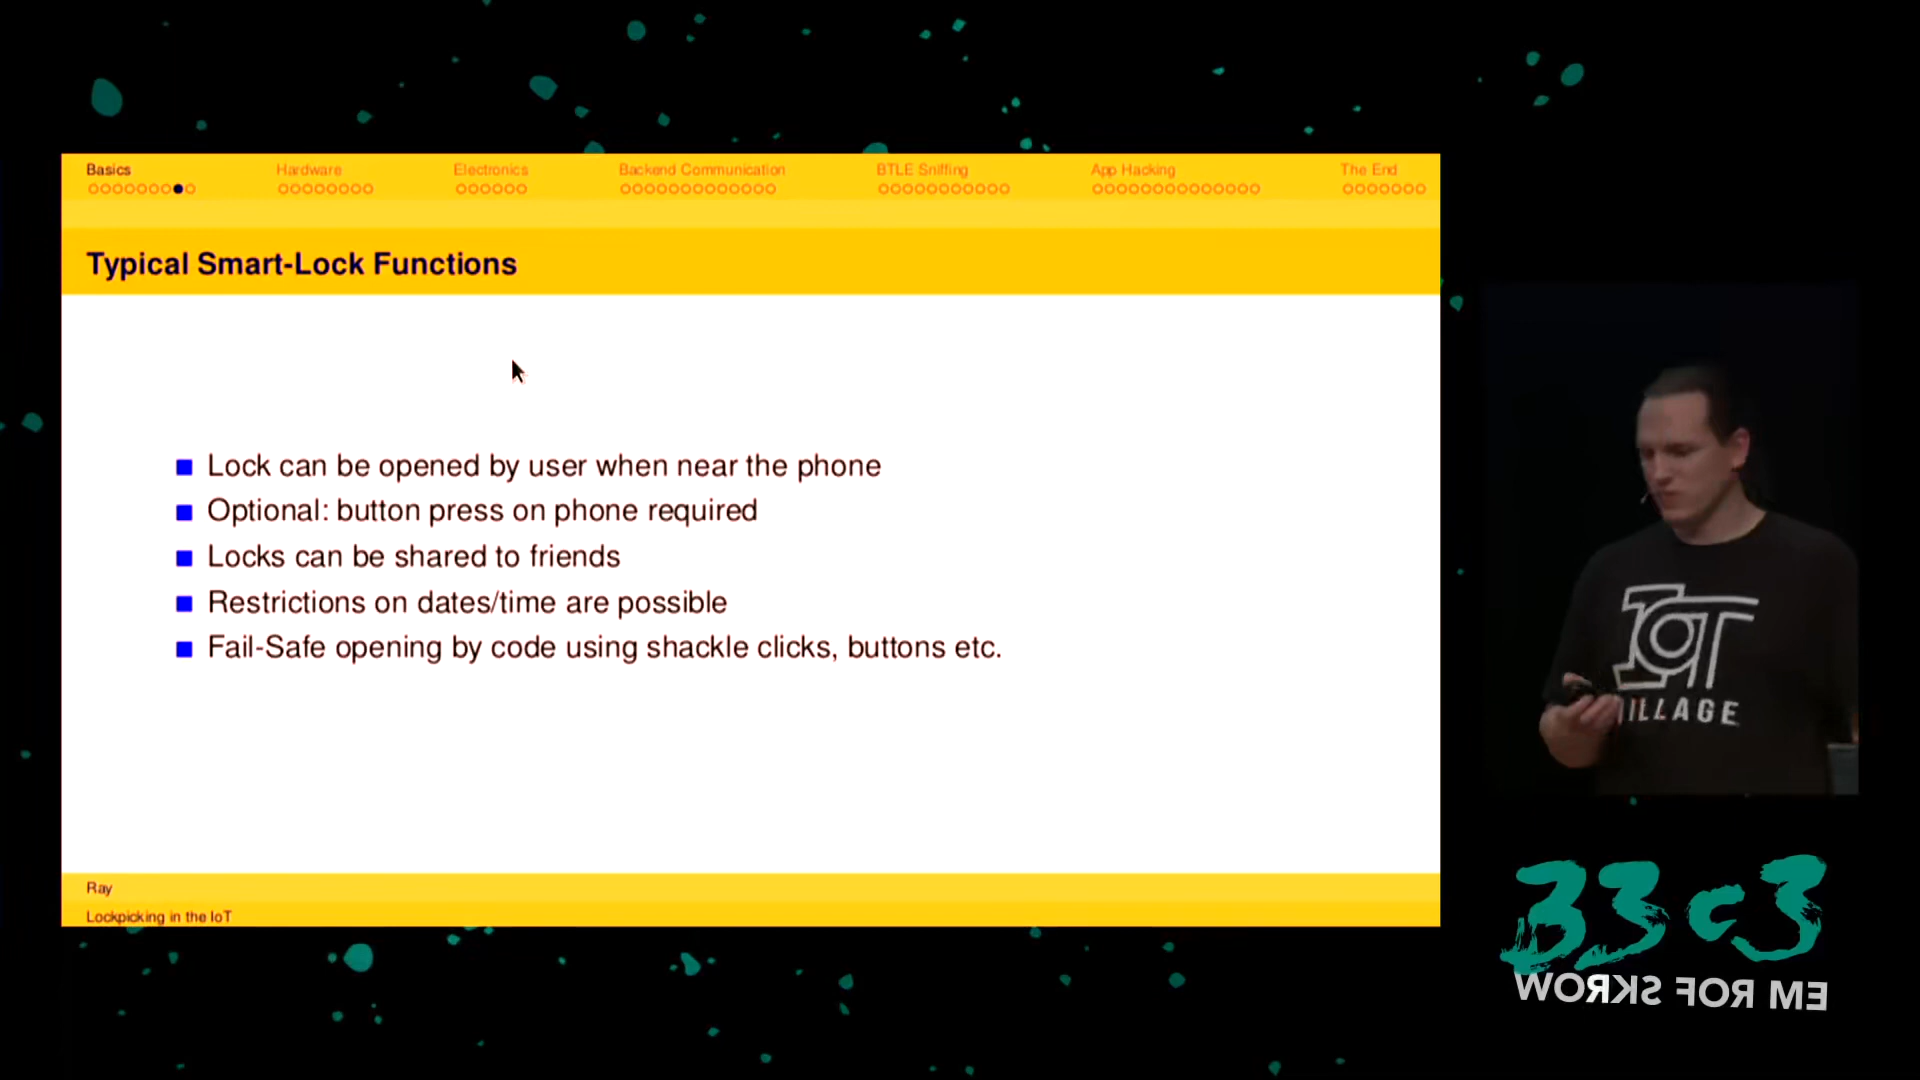 Basics Hardware Electronics Backend Communication BTLE Sniffing App Hacking The End
Typical Smart-Lock Functions
Lock can be opened by user when near the phone
Optional: button press on phone required
Locks can be shared to friends
Restrictions on dates/time are possible
Fail-Safe opening by code using shackle clicks, buttons etc.
Ray
Lockpicking in the IoT
IoT
VILLAGE
33c3
WORKS FOR ME